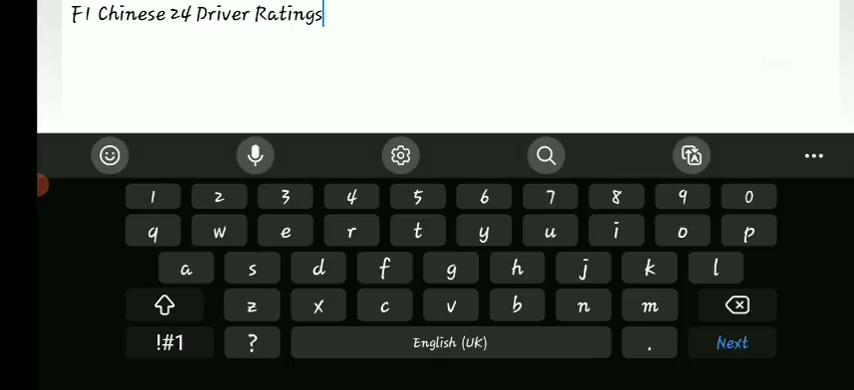 F1 Chinese 24 Driver Ratings
1 2 3 4 5 6 7 8 9 0
q w e r t y u i o p
a s d f g h j k l
z x c v b n m
!#1 ? English (UK) . Next